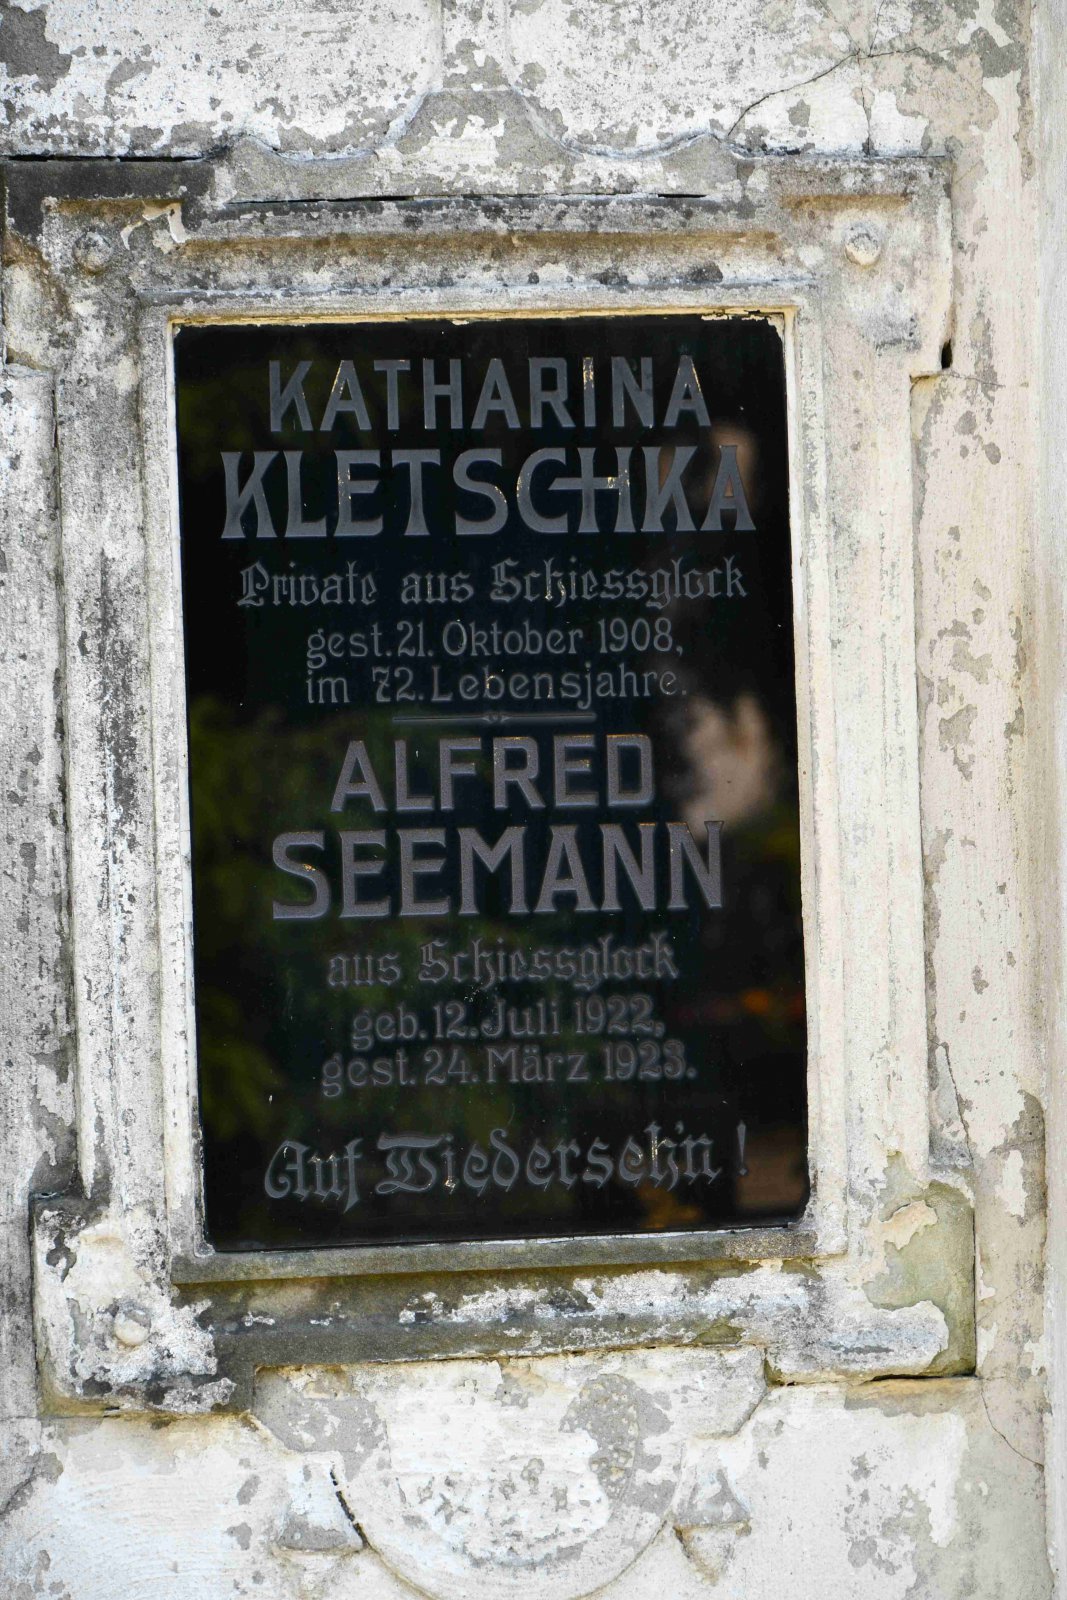 KATHARINA
KLETSCHKA
Private aus Schiessglock
gest. 21. Oktober 1908,
im 72. Lebensjahre.
ALFRED
SEEMANN
aus Schiessglock
geb. 12. Juli 1922,
gest. 24. März 1923.
Auf Wiederseh'n!